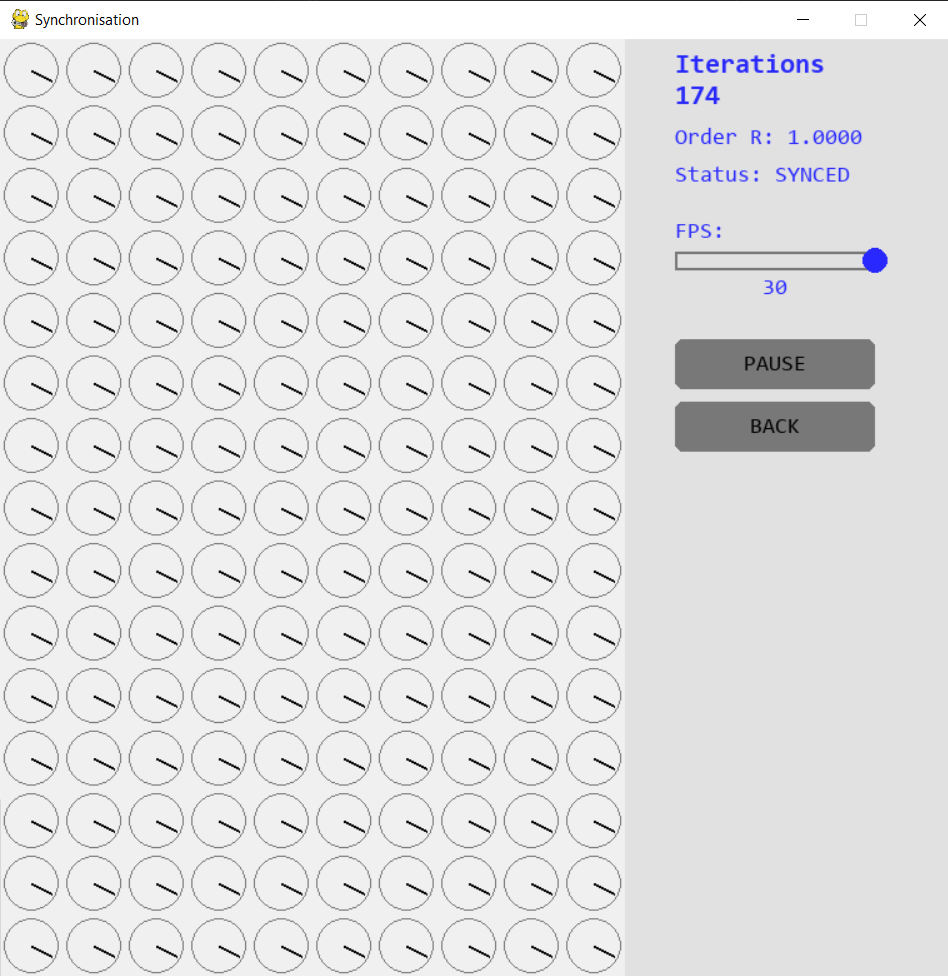 Synchronisation
Iterations
174
Order R: 1.0000
Status: SYNCED
FPS:
30
PAUSE
BACK